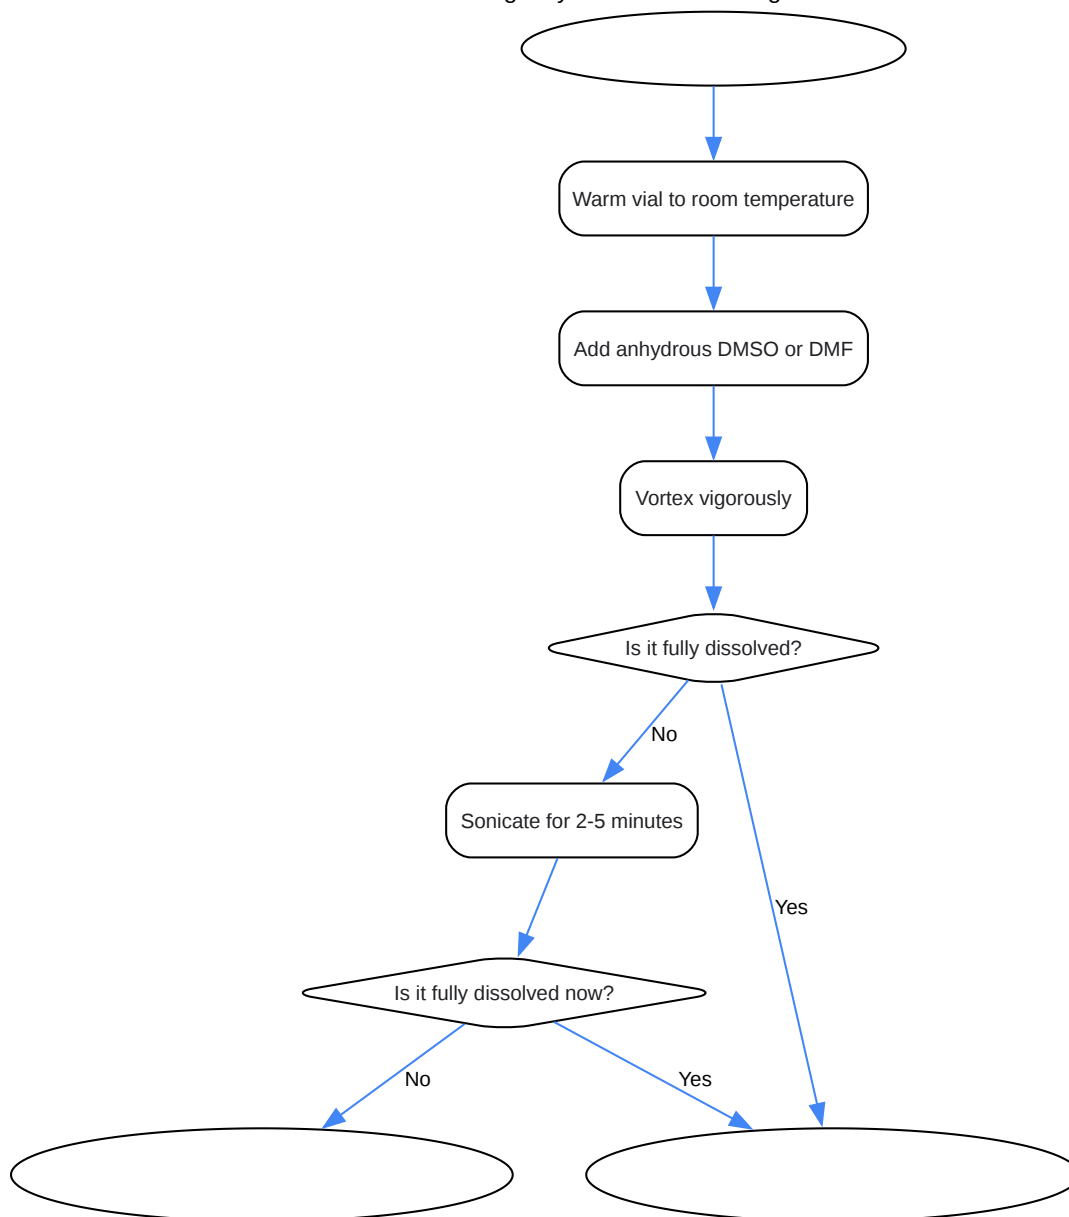 Warm vial to room temperature
Add anhydrous DMSO or DMF
Vortex vigorously
Is it fully dissolved?
No
Sonicate for 2-5 minutes
Yes
Is it fully dissolved now?
No
Yes